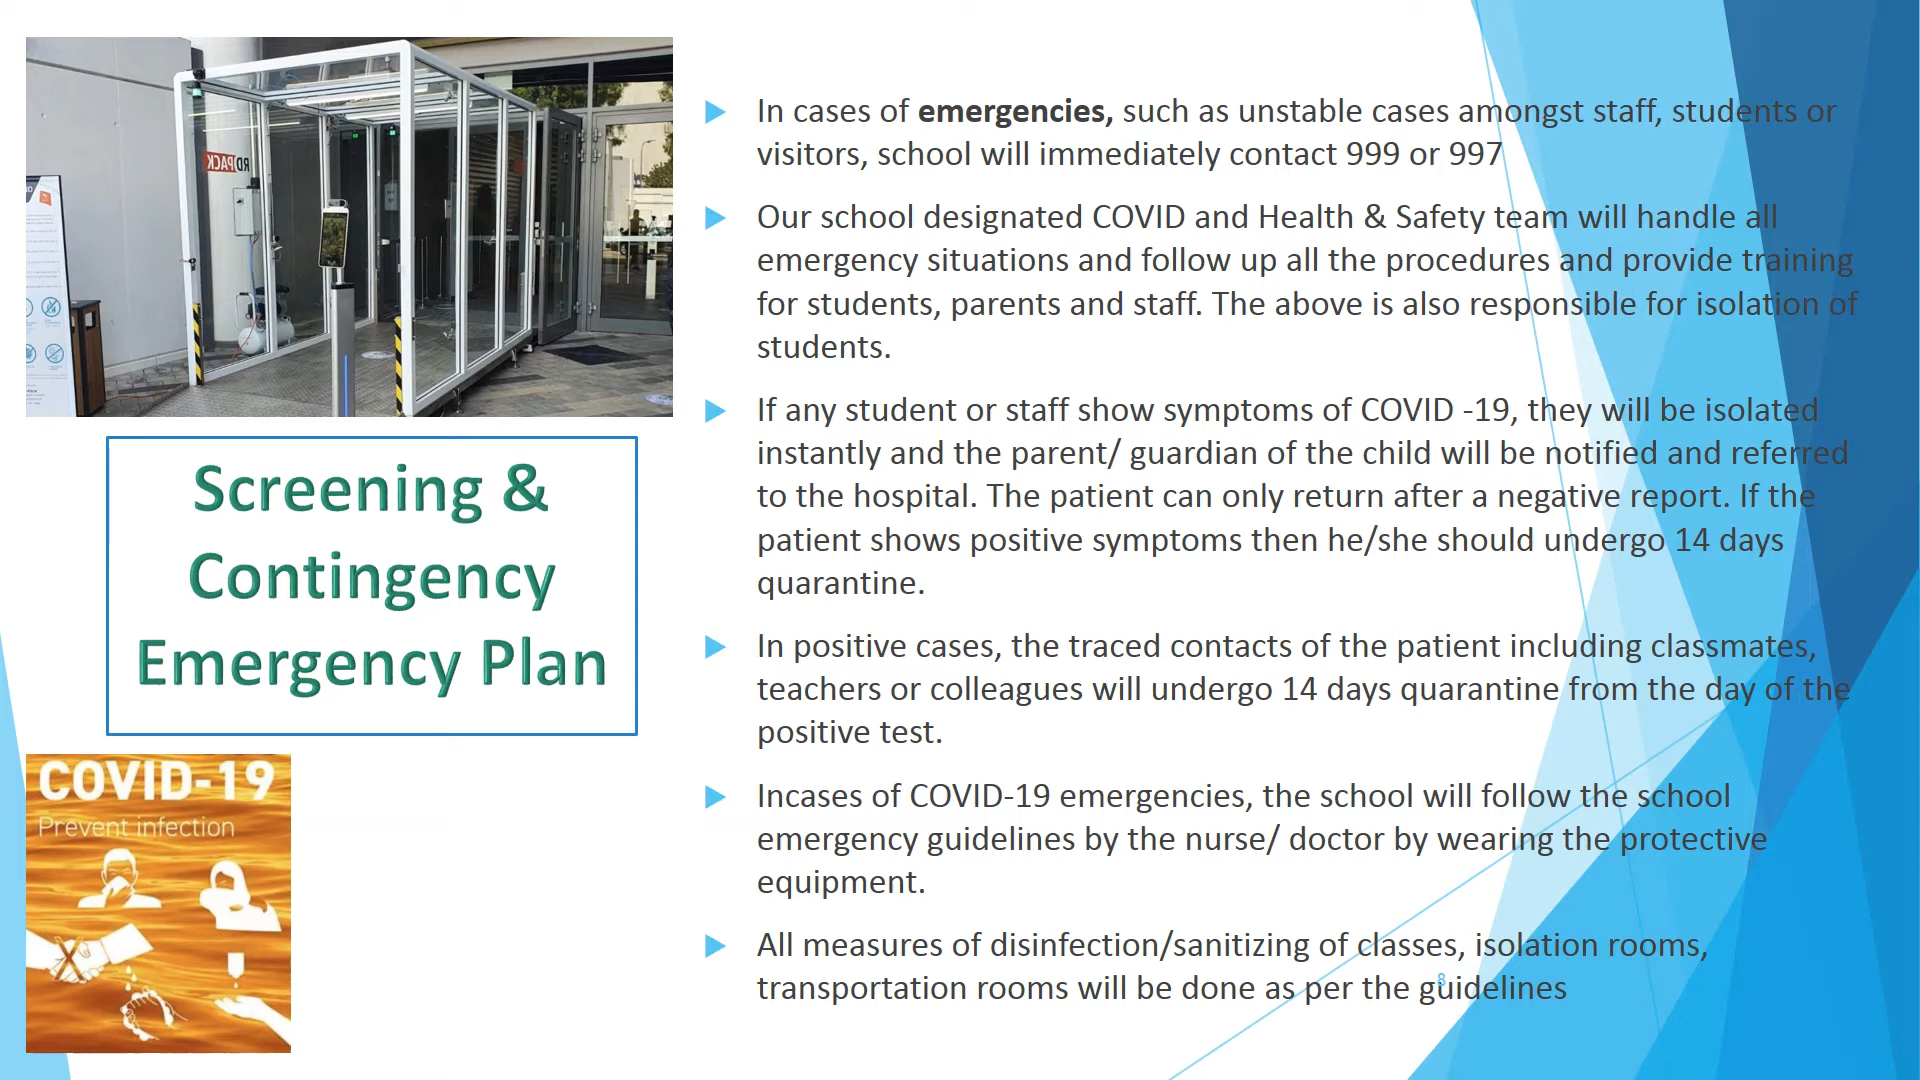 Screening &
Contingency
Emergency Plan
COVID-19
Prevent infection
In cases of emergencies, such as unstable cases amongst staff, students or
visitors, school will immediately contact 999 or 997
Our school designated COVID and Health & Safety team will handle all
emergency situations and follow up all the procedures and provide training
for students, parents and staff. The above is also responsible for isolation of
students.
If any student or staff show symptoms of COVID -19, they will be isolated
instantly and the parent/ guardian of the child will be notified and referred
to the hospital. The patient can only return after a negative report. If the
patient shows positive symptoms then he/she should undergo 14 days
quarantine.
In positive cases, the traced contacts of the patient including classmates,
teachers or colleagues will undergo 14 days quarantine from the day of the
positive test.
Incases of COVID-19 emergencies, the school will follow the school
emergency guidelines by the nurse/ doctor by wearing the protective
equipment.
All measures of disinfection/sanitizing of classes, isolation rooms,
transportation rooms will be done as per the guidelines
8